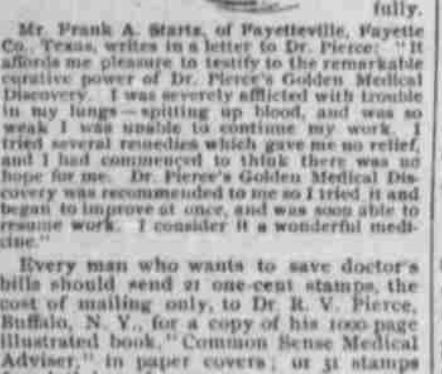 fully.
Mr. Frank A. Startz, of Fayetteville, Fayette
Co., Texas, writes in a letter to Dr. Pierce: "It
affords me pleasure to testify to the remarkable
curative power of Dr. Pierce's Golden Medical
Discovery. I was severely afflicted with trouble
in my lungs—spitting up blood, and was so
weak I was unable to continue my work. I
tried several remedies which gave me no relief,
and I had commenced to think there was no
hope for me. Dr. Pierce's Golden Medical Dis-
covery was recommended to me so I tried it and
began to improve at once, and was soon able to
resume work. I consider it a wonderful medi-
cine."
Every man who wants to save doctor's
bills should send 21 one-cent stamps, the
cost of mailing only, to Dr. R. V. Pierce,
Buffalo, N. Y., for a copy of his 1000 page
illustrated book, "Common Sense Medical
Adviser," in paper covers; or 31 stamps